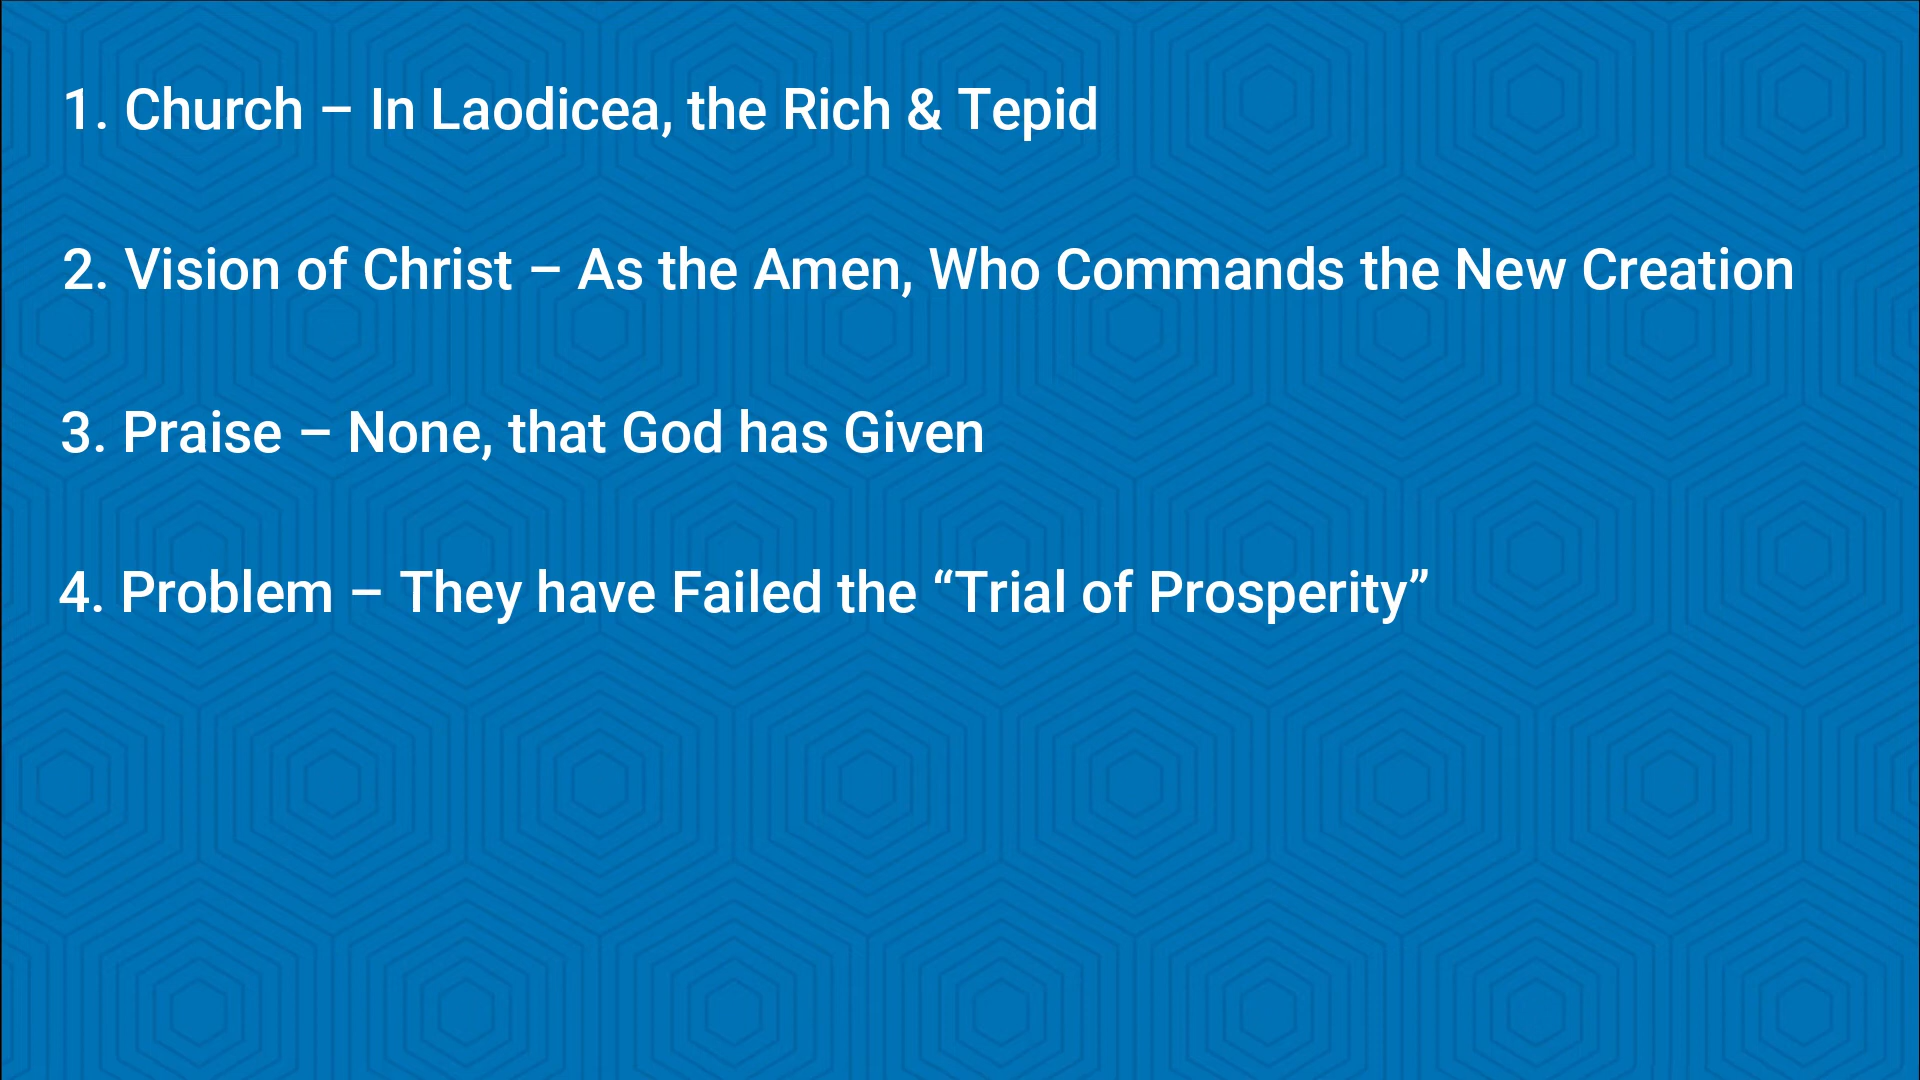 1. Church – In Laodicea, the Rich & Tepid
2. Vision of Christ – As the Amen, Who Commands the New Creation
3. Praise – None, that God has Given
4. Problem – They have Failed the “Trial of Prosperity”